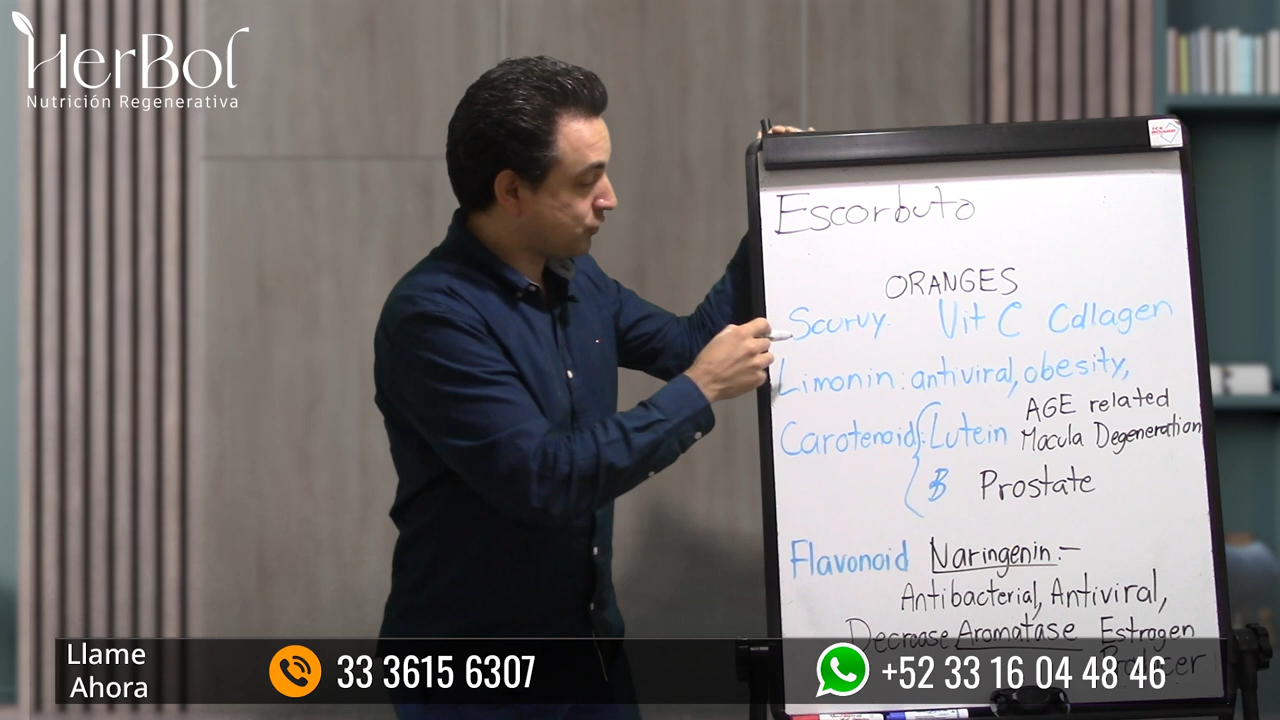 HerBol
Nutrición Regenerativa
Escorbuto
ORANGES
Scurvy. Vit C Collagen
Limonin: antiviral, obesity,
Carotenoid: Lutein AGE related
Macula Degeneration
B Prostate
Flavonoid Naringenin:-
Antibacterial, Antiviral,
Decrease Aromatase Estrogen
Llame
Ahora
33 3615 6307
+52 33 16 04 48 46